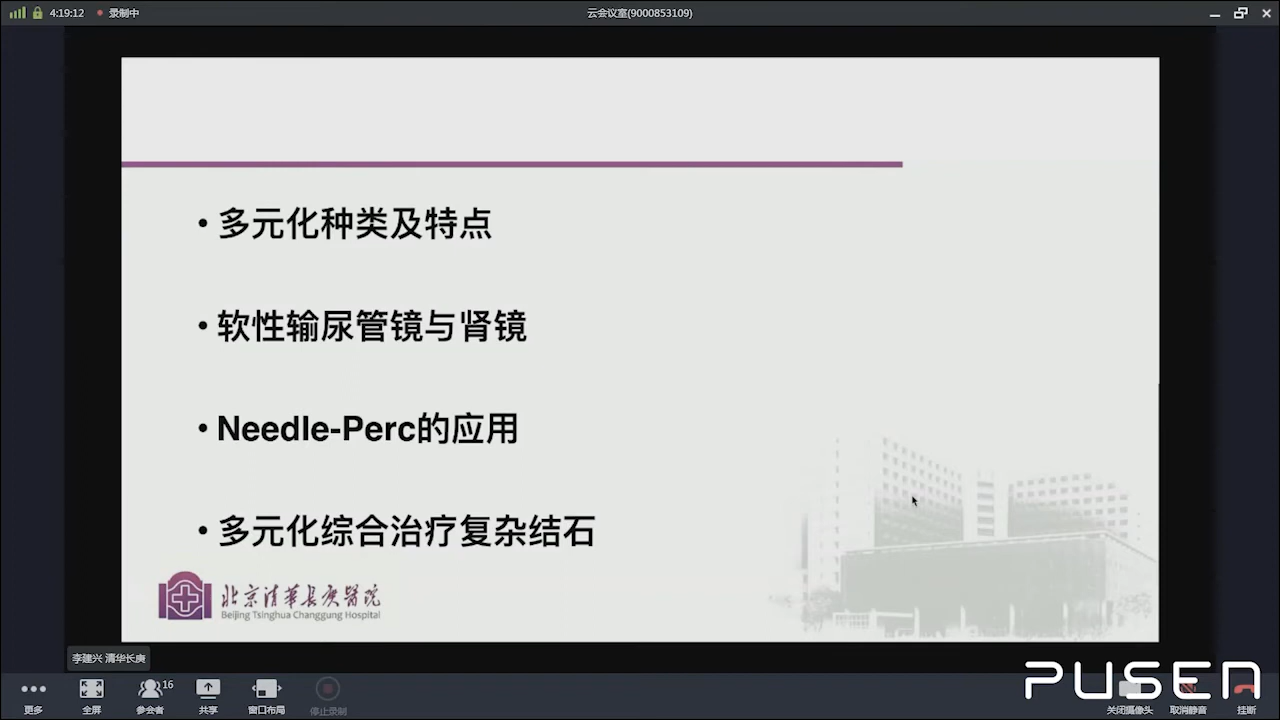 4:19:12 录制中
云会议室(9000853109)
• 多元化种类及特点
• 软性输尿管镜与肾镜
• Needle-Perc的应用
• 多元化综合治疗复杂结石
北京清華長庚醫院
Beijing Tsinghua Changgung Hospital
李建兴 清华长庚
PUSEN
16
更多
全屏
参会者
共享
窗口布局
停止录制
关闭摄像头
取消静音
挂断